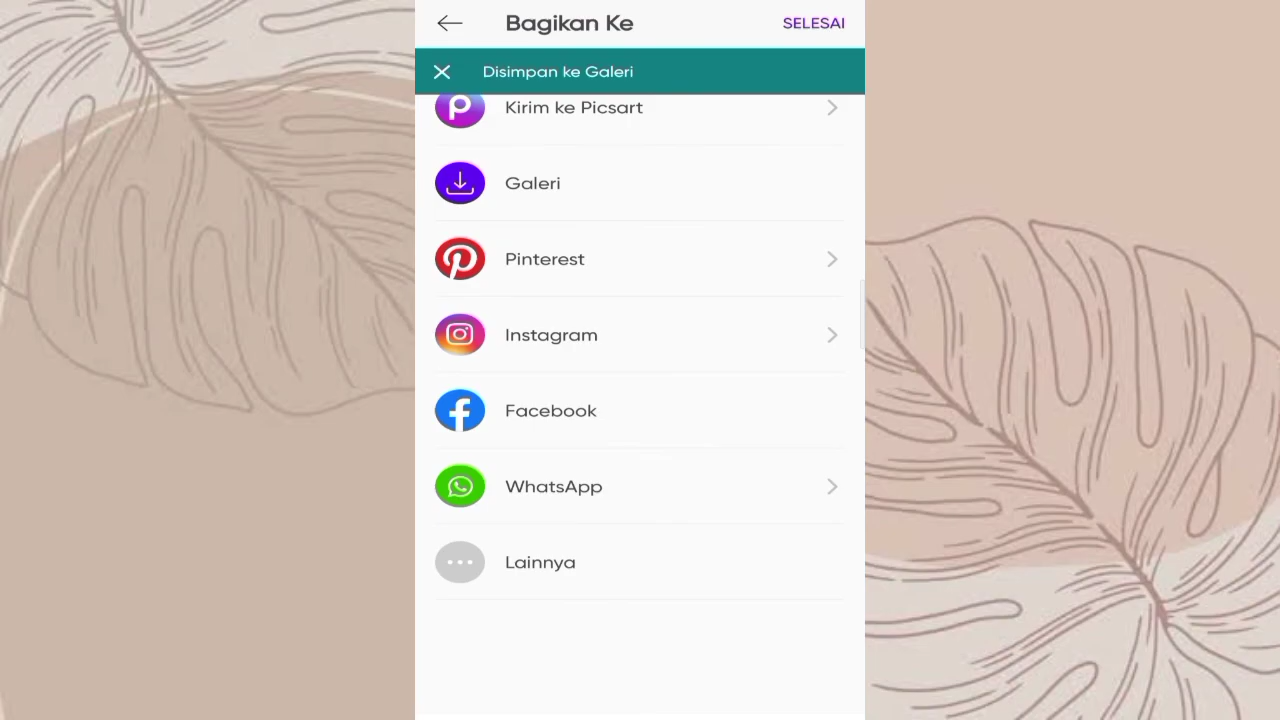 Bagikan Ke
SELESAI
Disimpan ke Galeri
Kirim ke Picsart
Galeri
Pinterest
Instagram
Facebook
WhatsApp
Lainnya